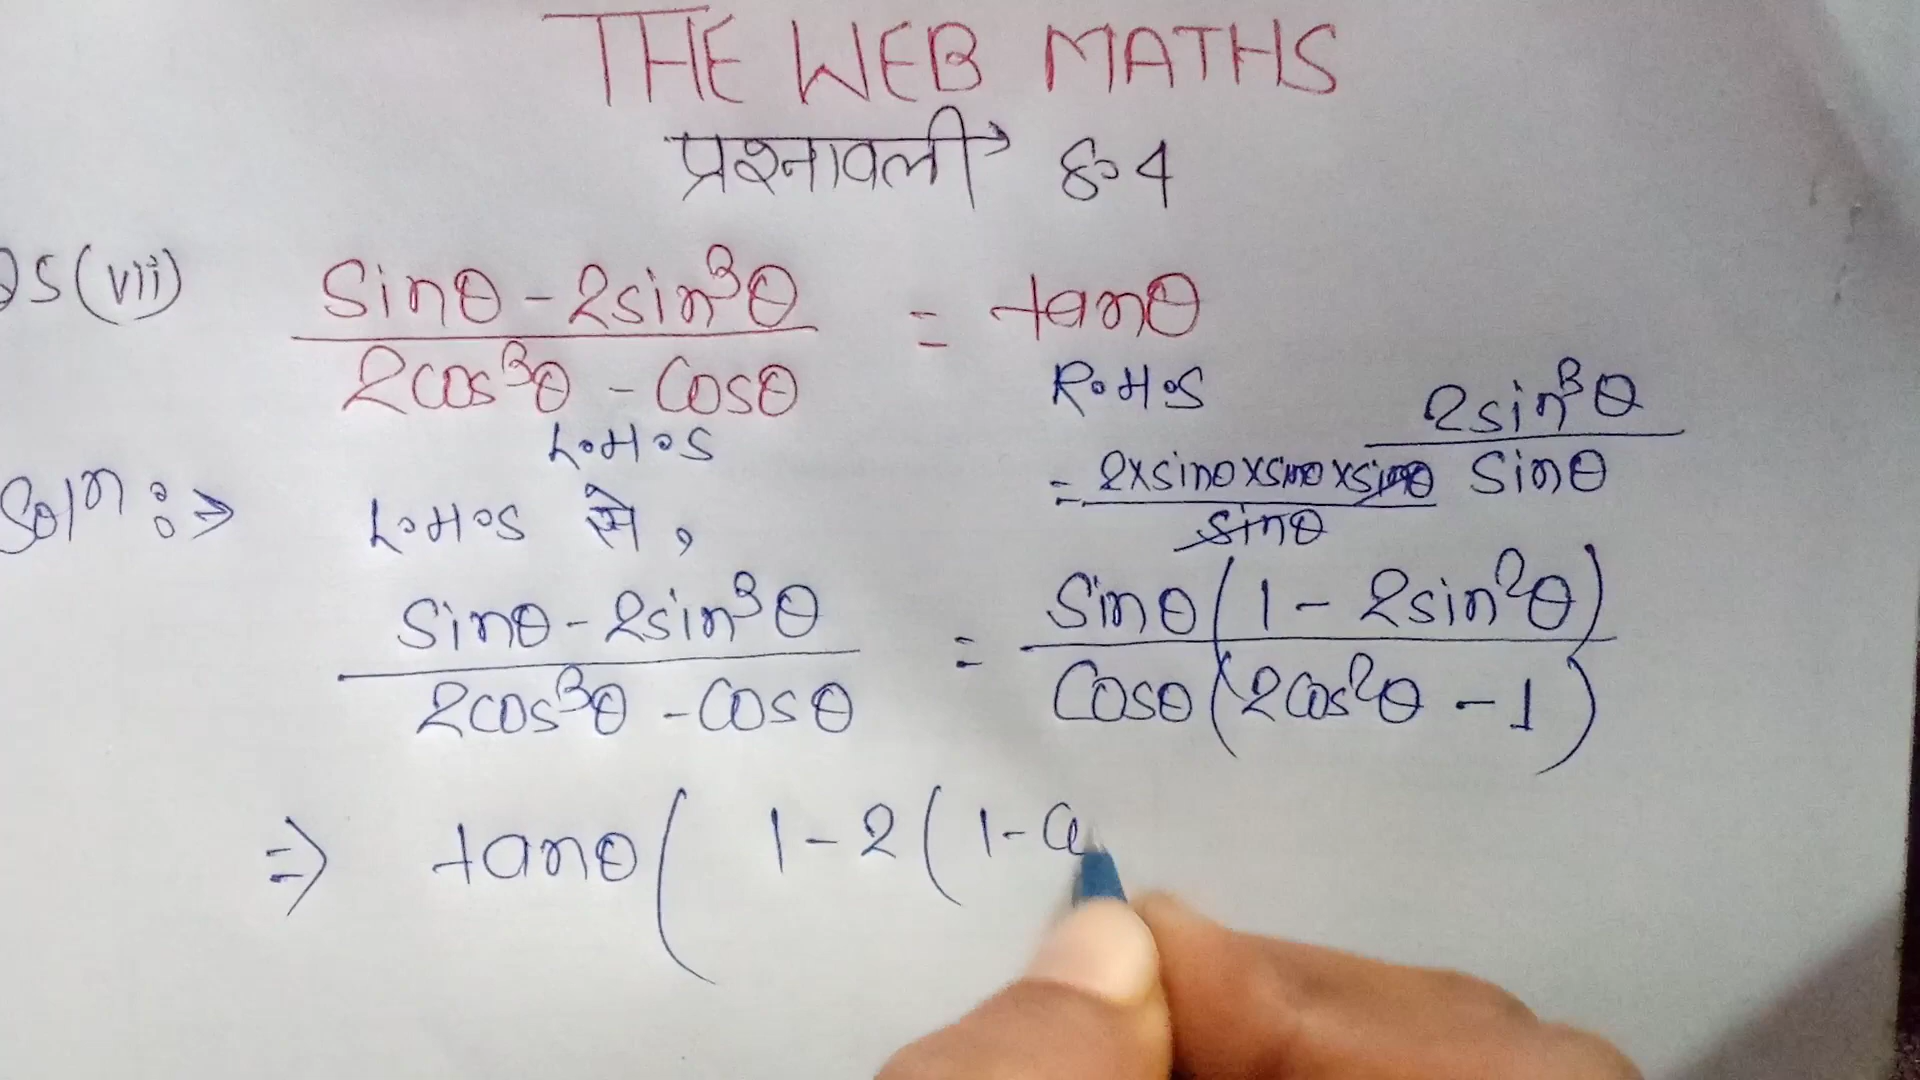 THE WEB MATHS
प्रश्नावली 8.4
Q5(vii) (sinθ - 2sin³θ)/(2cos³θ - cosθ) = tanθ
L.H.S R.H.S
2sin³θ/sinθ
= (2×sinθ×sinθ×sinθ)/sinθ
Soln:→ L.H.S से,
(sinθ - 2sin³θ)/(2cos³θ - cosθ) = sinθ(1 - 2sin²θ)/cosθ(2cos²θ - 1)
⇒ tanθ( 1 - 2(1 -